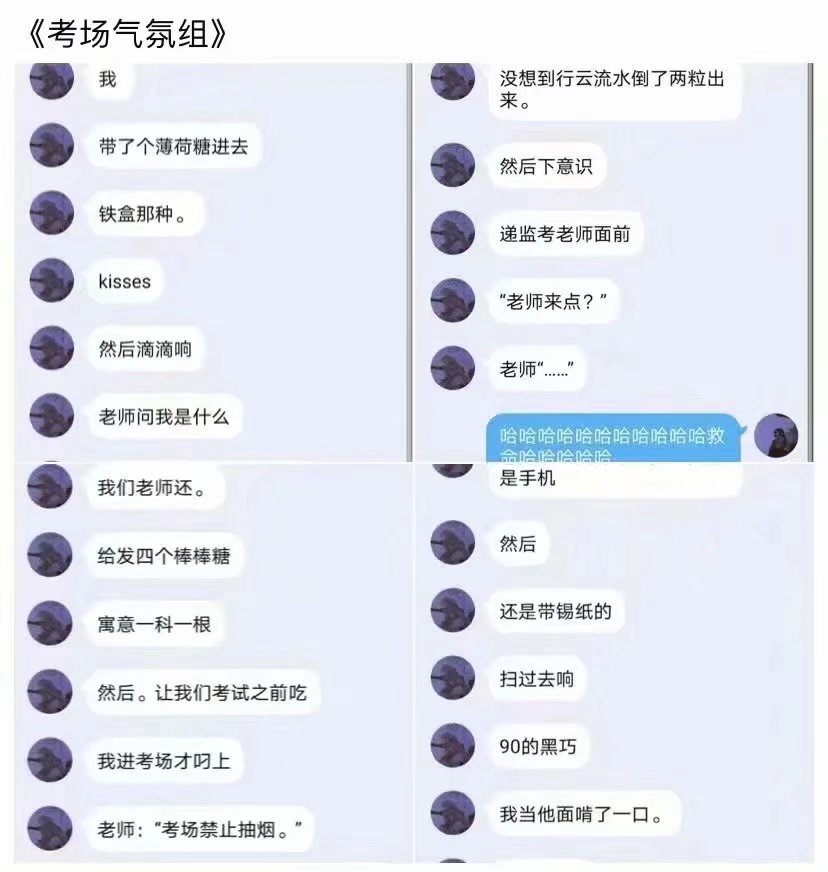 《考场气氛组》
我
带了个薄荷糖进去
铁盒那种。
kisses
然后滴滴响
老师问我是什么
没想到行云流水倒了两粒出
来。
然后下意识
递监考老师面前
“老师来点？”
老师“……”
哈哈哈哈哈哈哈哈哈哈哈救
命哈哈哈哈哈
我们老师还。
给发四个棒棒糖
寓意一科一根
然后。让我们考试之前吃
我进考场才叼上
老师：“考场禁止抽烟。”
是手机
然后
还是带锡纸的
扫过去响
90的黑巧
我当他面啃了一口。